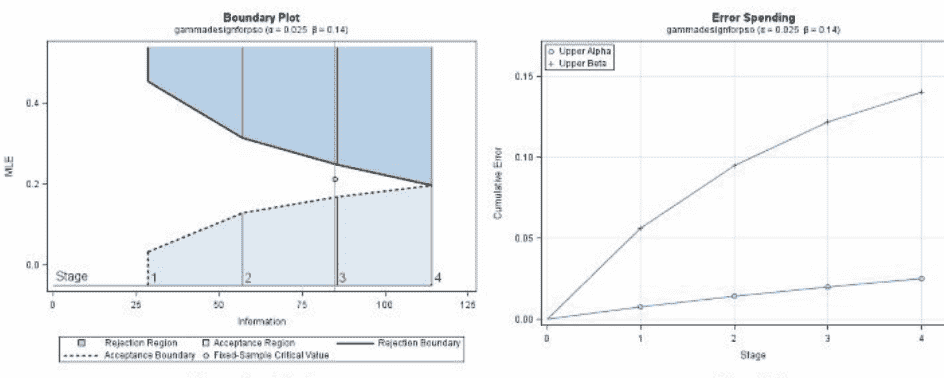 Boundary Plot
gammadesignforpso (α = 0.025 β = 0.14)
MLE
0.4
0.2
0.0
Stage
1
2
3
4
0
25
50
75
100
125
Information
Rejection Region
Acceptance Region
Rejection Boundary
Acceptance Boundary
Fixed-Sample Critical Value
Error Spending
gammadesignforpso (α = 0.025 β = 0.14)
Upper Alpha
Upper Beta
Cumulative Error
0.15
0.10
0.05
0.00
0
1
2
3
4
Stage